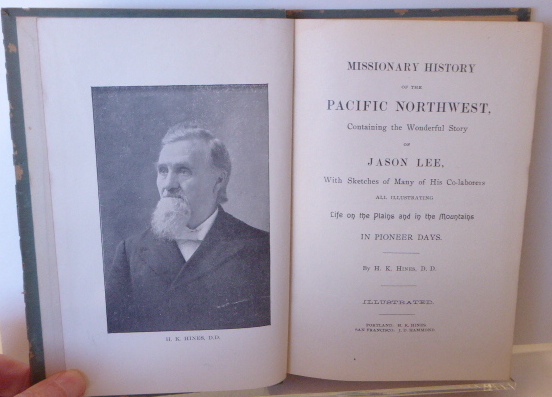 H. K. HINES, D.D.
MISSIONARY HISTORY
OF THE
PACIFIC NORTHWEST,
Containing the Wonderful Story
OF
JASON LEE,
With Sketches of Many of His Co-laborers
ALL ILLUSTRATING
Life on the Plains and in the Mountains
IN PIONEER DAYS.
By H. K. HINES, D. D.
ILLUSTRATED.
PORTLAND, H. K. HINES.
SAN FRANCISCO, J. D. HAMMOND.